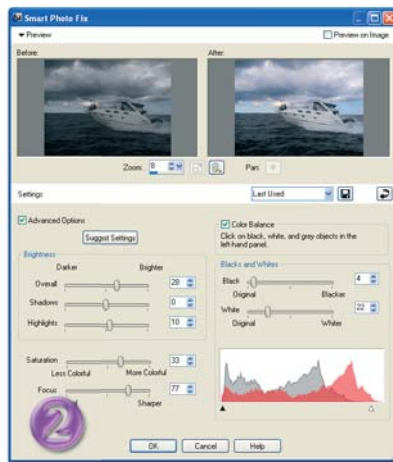 Smart Photo Fix
Preview
Preview on Image
Before:
After:
Zoom: 8
Pan:
Settings
Last Used
Advanced Options
Suggest Settings
Color Balance
Click on black, white, and grey objects in the
left-hand panel.
Brightness
Darker Brighter
Overall 28
Shadows 0
Highlights 10
Blacks and Whites
Black 4
Original Blacker
White 22
Original Whiter
Saturation 33
Less Colorful More Colorful
Focus 77
Sharper
2
OK Cancel Help